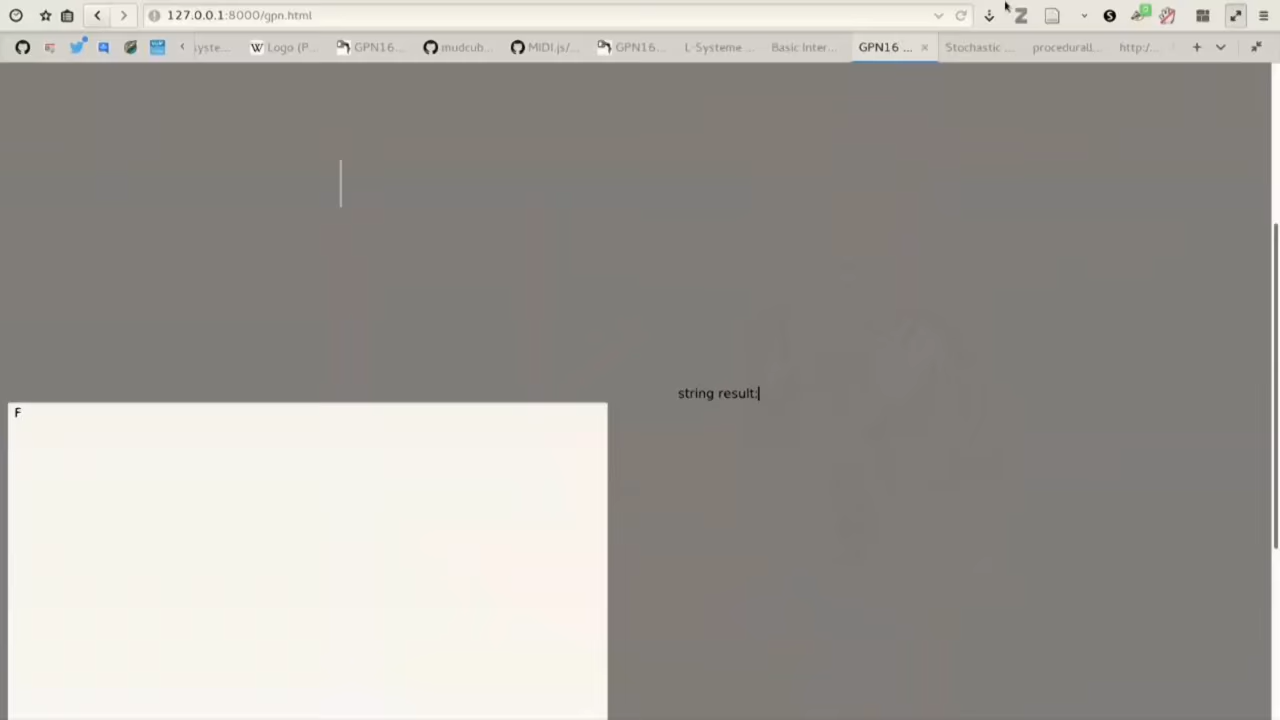 127.0.0.1:8000/gpn.html
syste... Logo (P... GPN16... mudcub... MIDI.js/... GPN16... L-Systeme ... Basic Inter... GPN16 ... × Stochastic ... procedurall... http:/...
string result:
F